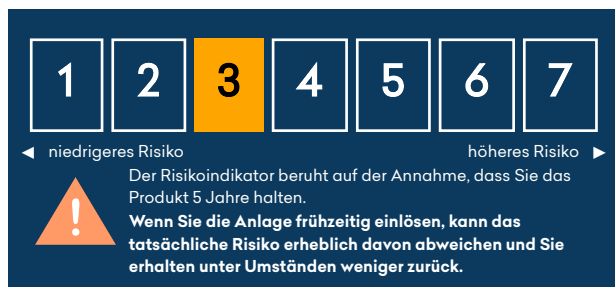 1 2 3 4 5 6 7
◄ niedrigeres Risiko höheres Risiko ►
Der Risikoindikator beruht auf der Annahme, dass Sie das
Produkt 5 Jahre halten.
!
Wenn Sie die Anlage frühzeitig einlösen, kann das
tatsächliche Risiko erheblich davon abweichen und Sie
erhalten unter Umständen weniger zurück.